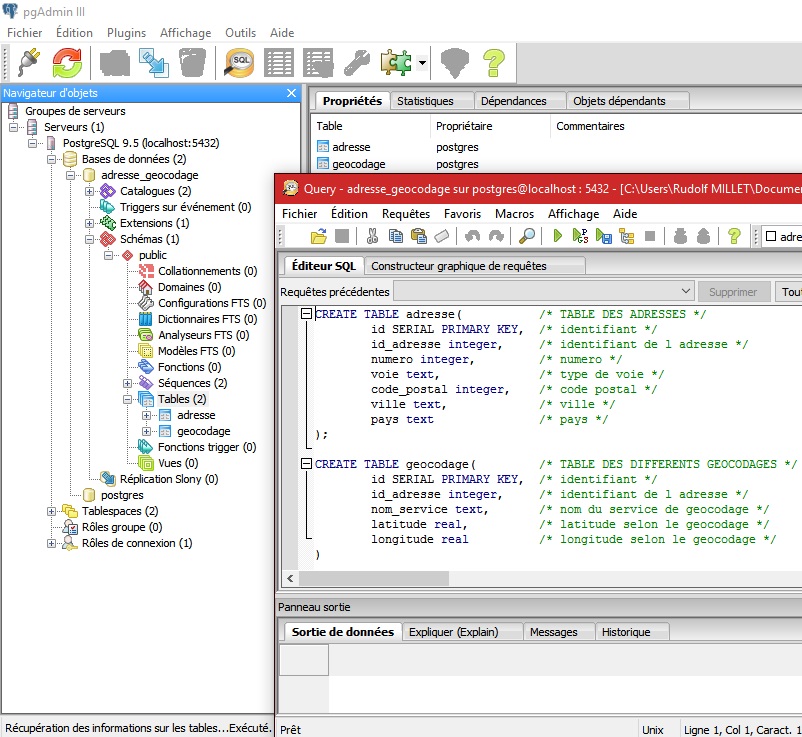 pgAdmin III
Fichier Édition Plugins Affichage Outils Aide
SQL
Navigateur d'objets
Groupes de serveurs
Serveurs (1)
PostgreSQL 9.5 (localhost:5432)
Bases de données (2)
adresse_geocodage
Catalogues (2)
Triggers sur événement (0)
Extensions (1)
Schémas (1)
public
Collationnements (0)
Domaines (0)
Configurations FTS (0)
Dictionnaires FTS (0)
Analyseurs FTS (0)
Modèles FTS (0)
Fonctions (0)
Séquences (2)
Tables (2)
adresse
geocodage
Fonctions trigger (0)
Vues (0)
Réplication Slony (0)
postgres
Tablespaces (2)
Rôles groupe (0)
Rôles de connexion (1)
Récupération des informations sur les tables...Exécuté.
Propriétés Statistiques Dépendances Objets dépendants
Table Propriétaire Commentaires
adresse postgres
geocodage postgres
Query - adresse_geocodage sur postgres@localhost : 5432 - [C:\Users\Rudolf MILLET\Documen
Fichier Édition Requêtes Favoris Macros Affichage Aide
adre
Éditeur SQL Constructeur graphique de requêtes
Requêtes précédentes Supprimer Tou
CREATE TABLE adresse( /* TABLE DES ADRESSES */
id SERIAL PRIMARY KEY, /* identifiant */
id_adresse integer, /* identifiant de l adresse */
numero integer, /* numero */
voie text, /* type de voie */
code_postal integer, /* code postal */
ville text, /* ville */
pays text /* pays */
);
CREATE TABLE geocodage( /* TABLE DES DIFFERENTS GEOCODAGES */
id SERIAL PRIMARY KEY, /* identifiant */
id_adresse integer, /* identifiant de l adresse */
nom_service text, /* nom du service de geocodage */
latitude real, /* latitude selon le geocodage */
longitude real /* longitude selon le geocodage */
)
Panneau sortie
Sortie de données Expliquer (Explain) Messages Historique
Prêt Unix Ligne 1, Col 1, Caract. 1